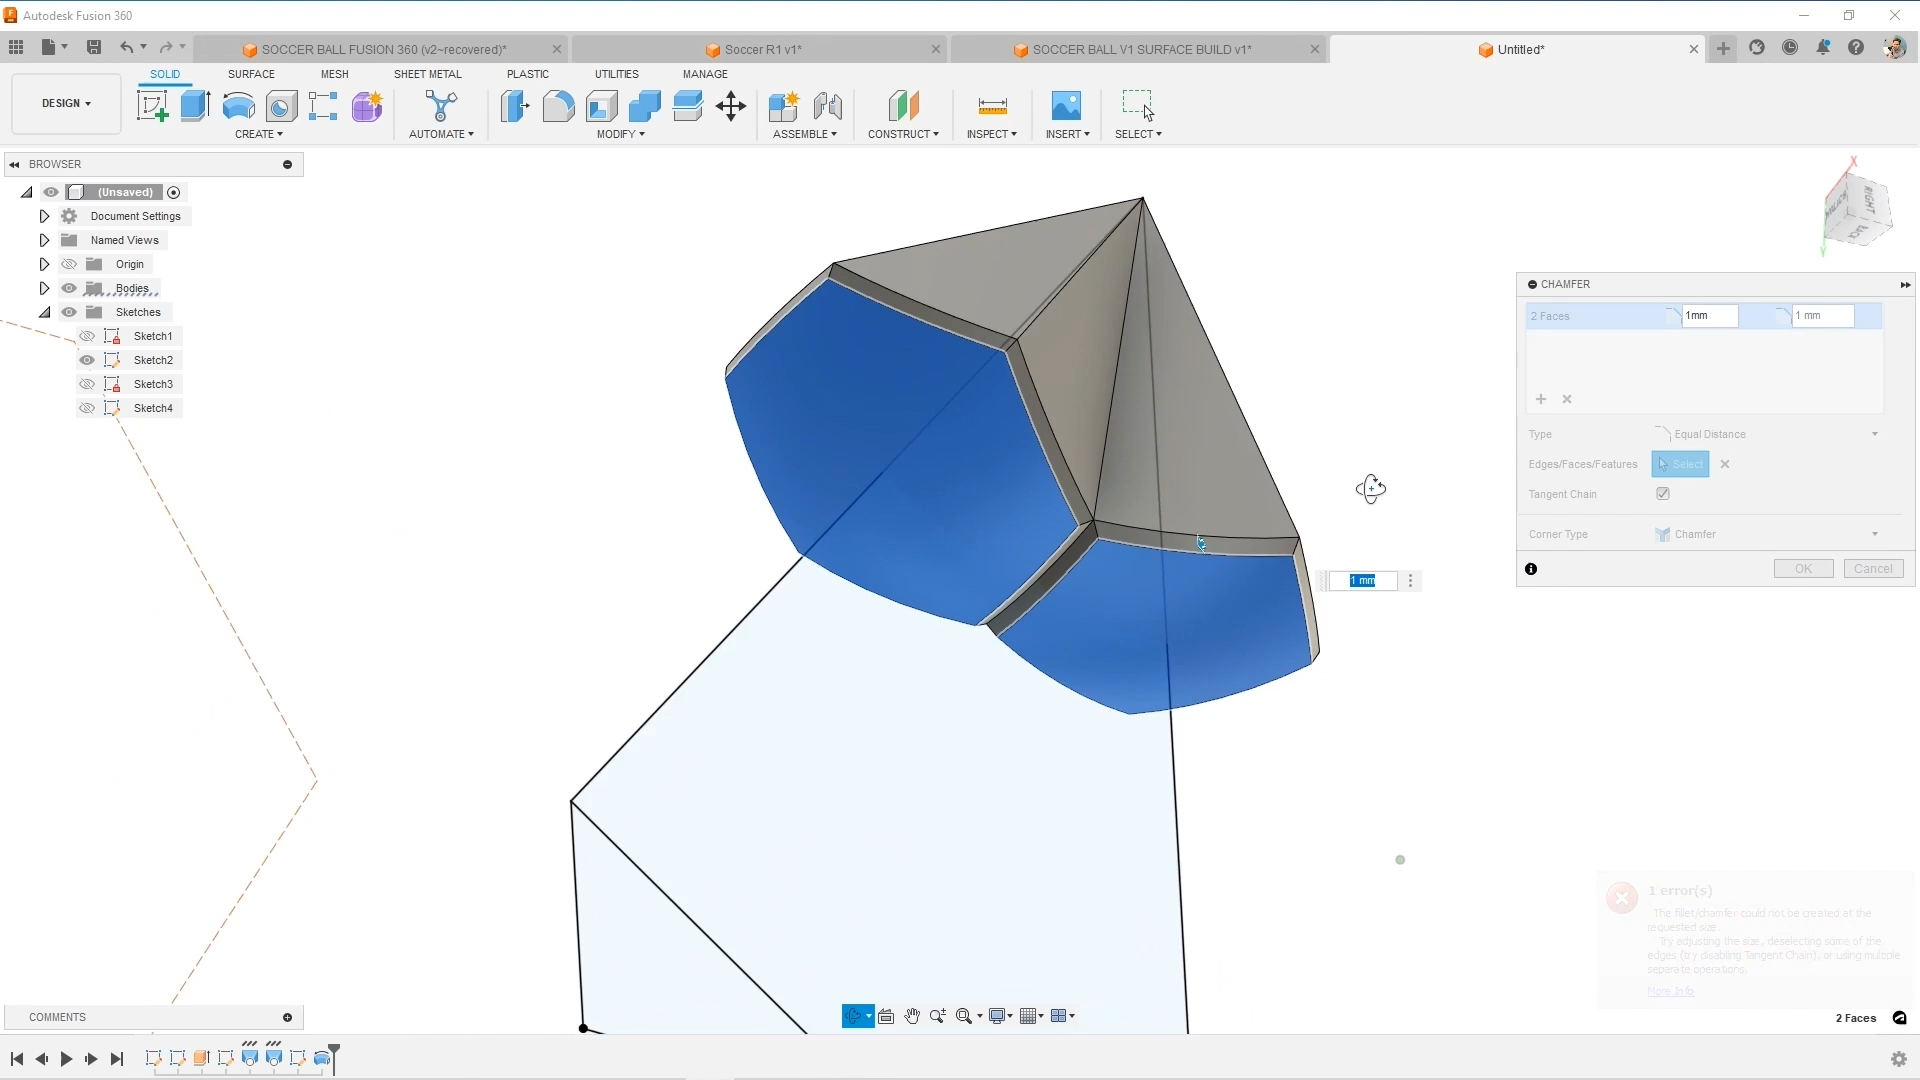 Autodesk Fusion 360
SOCCER BALL FUSION 360 (v2~recovered)*
Soccer R1 v1*
SOCCER BALL V1 SURFACE BUILD v1*
Untitled*
DESIGN
SOLID
SURFACE
MESH
SHEET METAL
PLASTIC
UTILITIES
MANAGE
CREATE
AUTOMATE
MODIFY
ASSEMBLE
CONSTRUCT
INSPECT
INSERT
SELECT
BROWSER
(Unsaved)
Document Settings
Named Views
Origin
Bodies
Sketches
Sketch1
Sketch2
Sketch3
Sketch4
X
RIGHT
BACK
Y
CHAMFER
2 Faces
1mm
1 mm
Type
Equal Distance
Edges/Faces/Features
Select
Tangent Chain
Corner Type
Chamfer
OK
Cancel
1 mm
1 error(s)
The fillet/chamfer could not be created at the
requested size.
Try adjusting the size, deselecting some of the
edges (try disabling Tangent Chain), or using multiple
separate operations.
More Info
COMMENTS
2 Faces